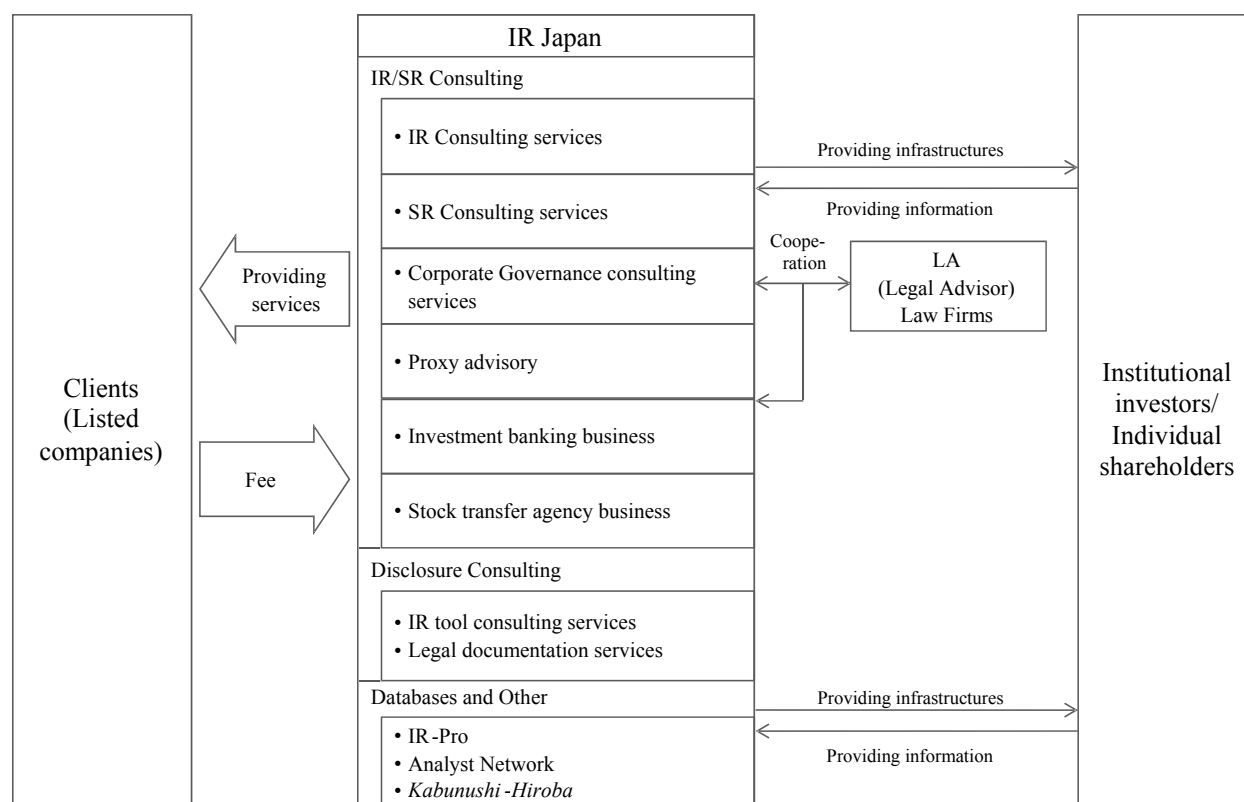 IR Japan
IR/SR Consulting
• IR Consulting services
Providing infrastructures
• SR Consulting services
Providing information
Providing
services
• Corporate Governance consulting
services
Coope-
ration
LA
(Legal Advisor)
Law Firms
• Proxy advisory
Clients
(Listed
companies)
Institutional
investors/
Individual
shareholders
• Investment banking business
Fee
• Stock transfer agency business
Disclosure Consulting
• IR tool consulting services
• Legal documentation services
Databases and Other
Providing infrastructures
• IR-Pro
Providing information
• Analyst Network
• Kabunushi-Hiroba